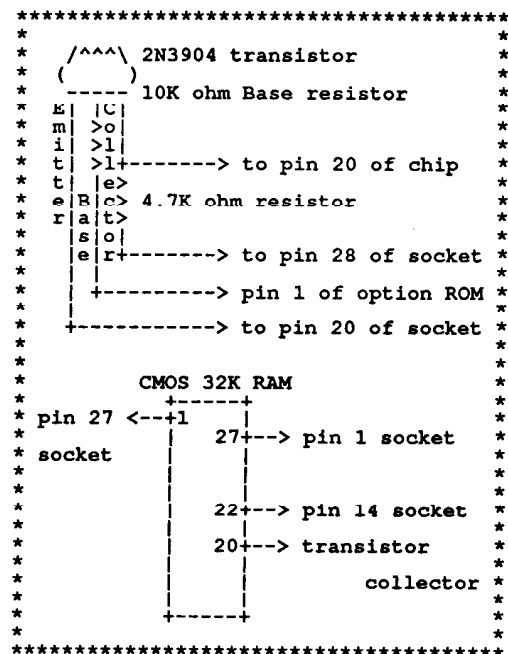 ***********************************
* *
* /^^^\ 2N3904 transistor *
* ( ) *
* ----- 10K ohm Base resistor *
* E| |C| *
* m| >o| *
* i| >l| *
* t| |l+-------> to pin 20 of chip *
* t| |e> *
* e|B|c> 4.7K ohm resistor *
* r|a|t> *
* |s|o| *
* |e|r+-------> to pin 28 of socket *
* | | *
* | +---------> pin 1 of option ROM *
* | *
* +-----------> to pin 20 of socket *
* *
* CMOS 32K RAM *
* +------+ *
* pin 27 <--+1 | *
* | 27+--> pin 1 socket *
* socket | | *
* | | *
* | 22+--> pin 14 socket *
* | 20+--> transistor *
* | | collector *
* | | *
* +------+ *
* *
***********************************